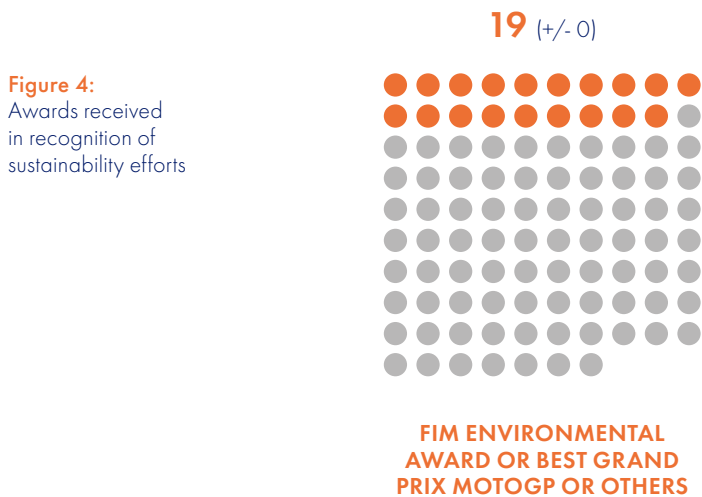 19 (+/- 0)
Figure 4:
Awards received
in recognition of
sustainability efforts
FIM ENVIRONMENTAL
AWARD OR BEST GRAND
PRIX MOTOGP OR OTHERS